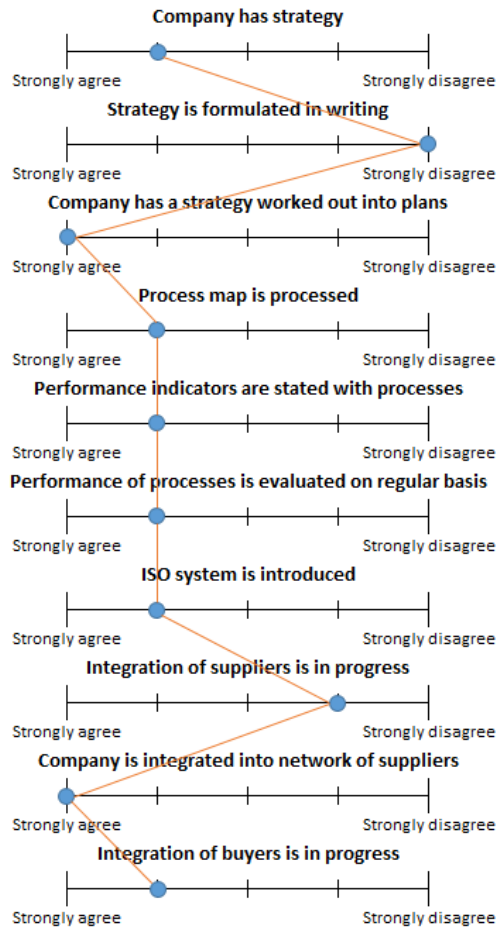 Company has strategy
Strongly agree Strongly disagree
Strategy is formulated in writing
Strongly agree Strongly disagree
Company has a strategy worked out into plans
Strongly agree Strongly disagree
Process map is processed
Strongly agree Strongly disagree
Performance indicators are stated with processes
Strongly agree Strongly disagree
Performance of processes is evaluated on regular basis
Strongly agree Strongly disagree
ISO system is introduced
Strongly agree Strongly disagree
Integration of suppliers is in progress
Strongly agree Strongly disagree
Company is integrated into network of suppliers
Strongly agree Strongly disagree
Integration of buyers is in progress
Strongly agree Strongly disagree